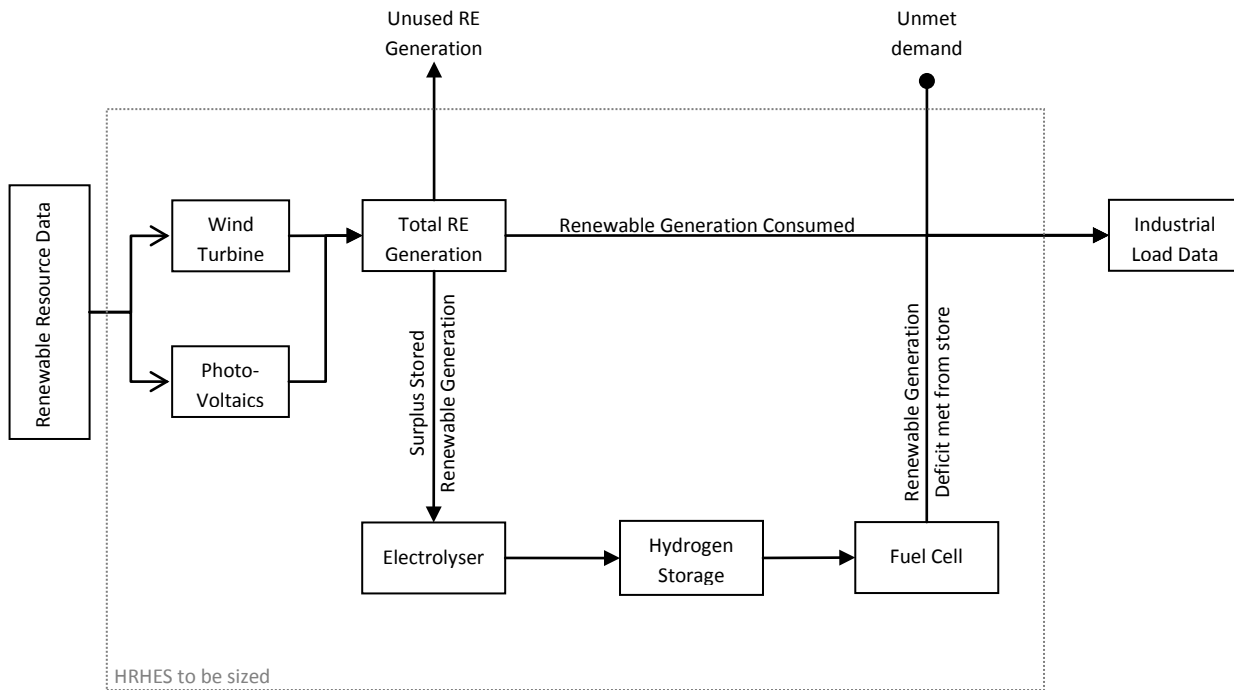 Unused RE
Generation
Unmet
demand
Renewable Resource Data
Wind
Turbine
Total RE
Generation
Renewable Generation Consumed
Industrial
Load Data
Photo-
Voltaics
Surplus Stored
Renewable Generation
Renewable Generation
Deficit met from store
Electrolyser
Hydrogen
Storage
Fuel Cell
HRHES to be sized